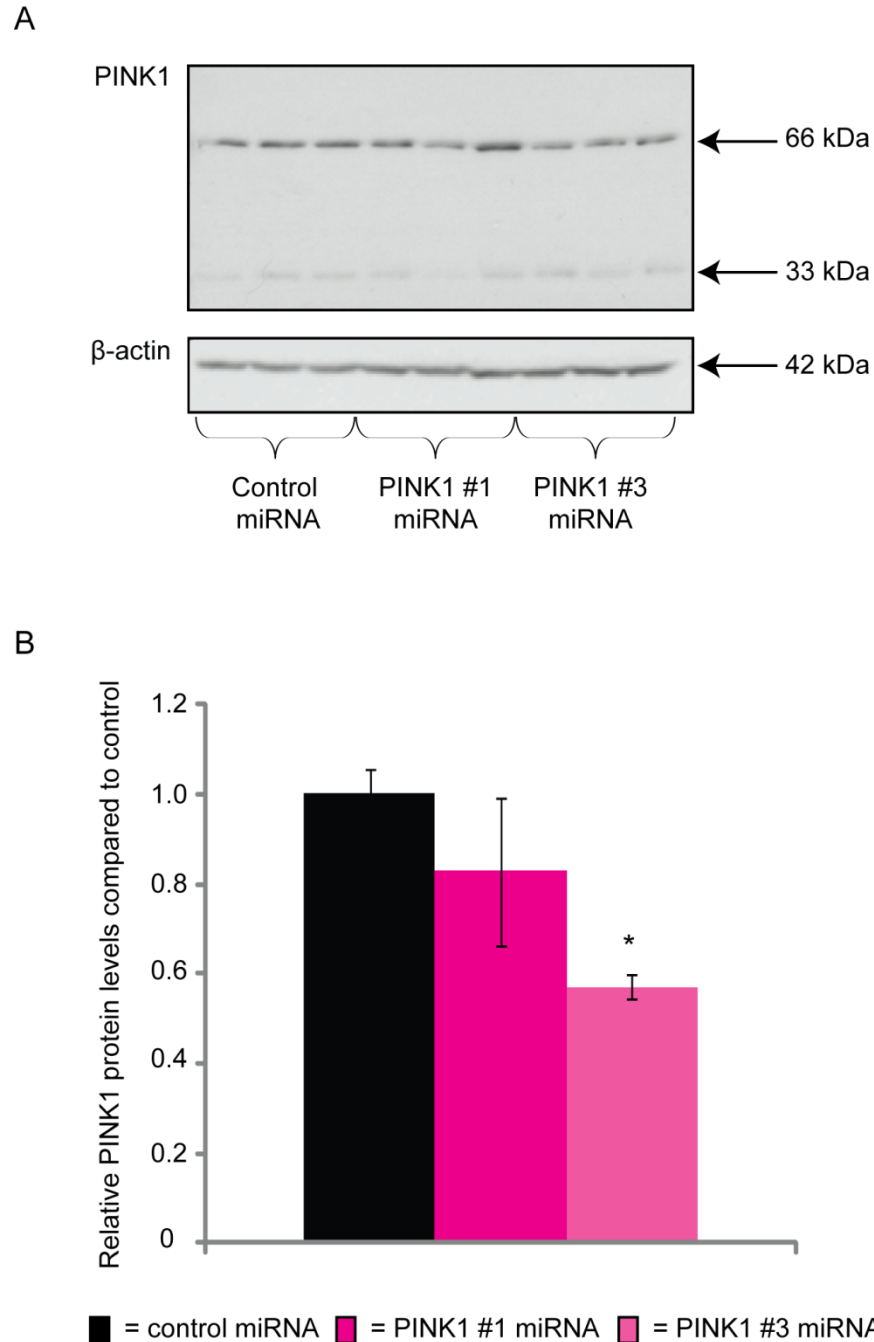 A
PINK1
66 kDa
33 kDa
β-actin
42 kDa
Control
miRNA
PINK1 #1
miRNA
PINK1 #3
miRNA
B
Relative PINK1 protein levels compared to control
1.2
1.0
0.8
0.6
0.4
0.2
0
*
= control miRNA = PINK1 #1 miRNA = PINK1 #3 miRNA